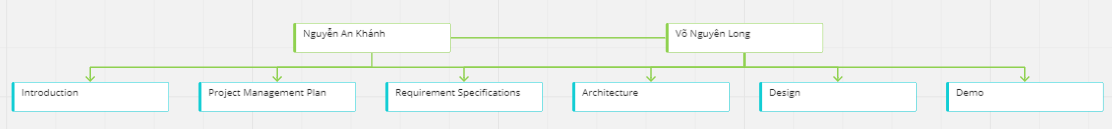 Nguyễn An Khánh
Võ Nguyên Long
Introduction
Project Management Plan
Requirement Specifications
Architecture
Design
Demo